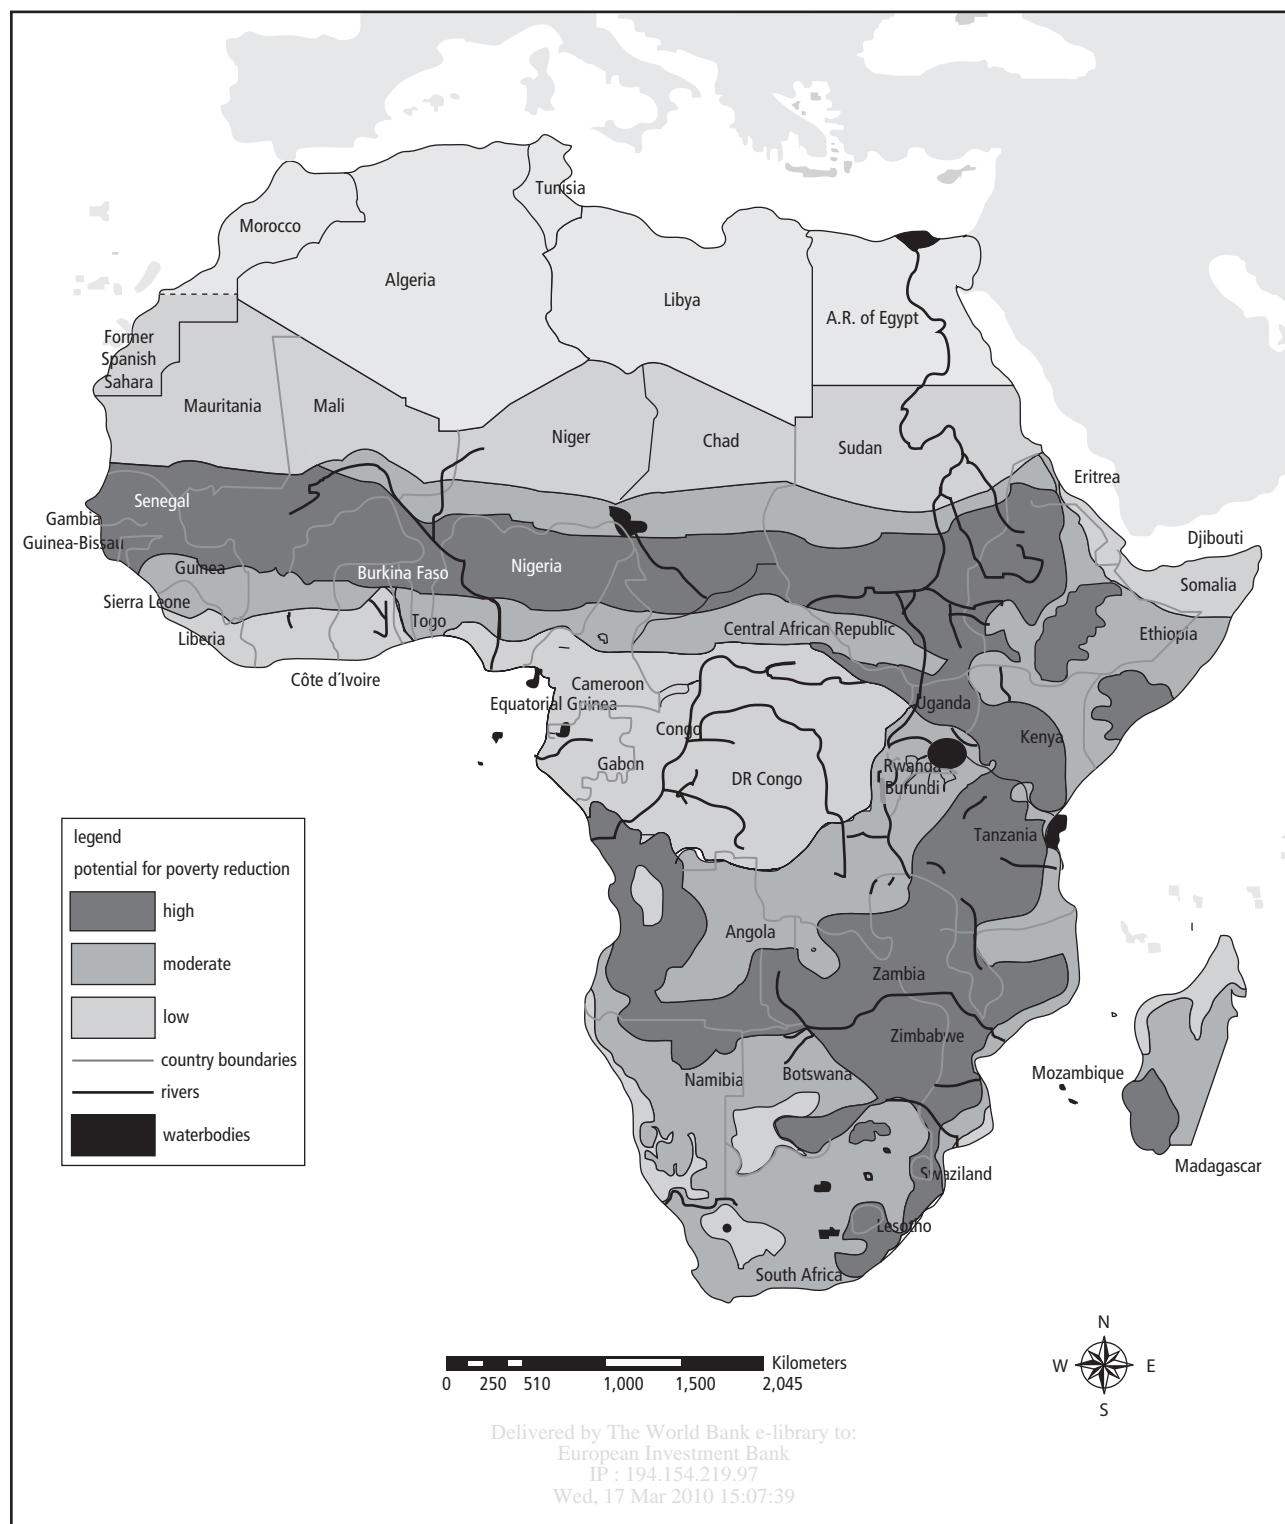 Tunisia
Morocco
Algeria
Libya
A.R. of Egypt
Former
Spanish
Sahara
Mauritania
Mali
Niger
Chad
Sudan
Eritrea
Senegal
Gambia
Guinea-Bissau
Djibouti
Guinea
Burkina Faso
Nigeria
Somalia
Sierra Leone
Togo
Central African Republic
Ethiopia
Liberia
Côte d´Ivoire
Cameroon
Equatorial Guinea
Uganda
Congo
Kenya
Gabon
DR Congo
Rwanda
Burundi
Tanzania
legend
potential for poverty reduction
high
moderate
low
country boundaries
rivers
waterbodies
Angola
Zambia
Zimbabwe
Namibia
Botswana
Mozambique
Madagascar
Swaziland
Lesotho
South Africa
N
W
E
S
Kilometers
0 250 510 1,000 1,500 2,045
Delivered by The World Bank e-library to:
European Investment Bank
IP : 194.154.219.97
Wed, 17 Mar 2010 15:07:39